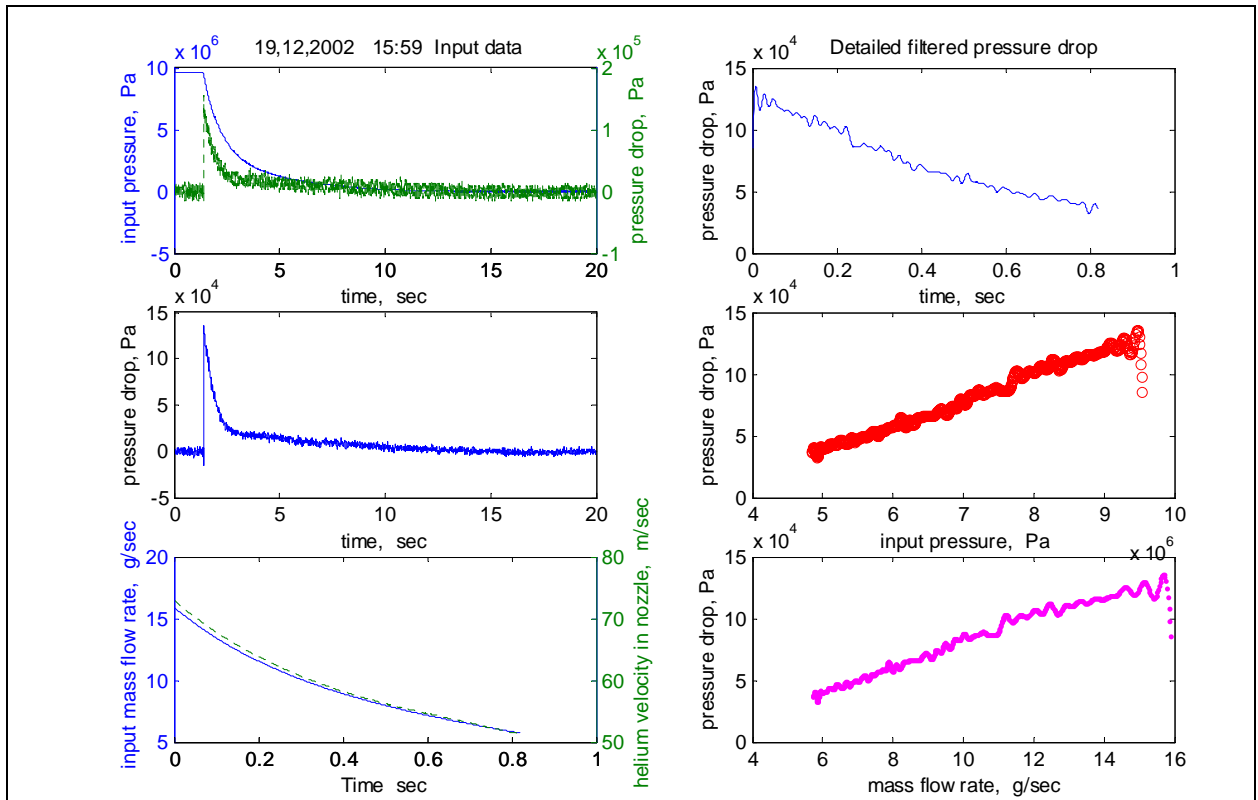 19,12,2002 15:59 Input data
x 10^6
x 10^5
10
5
0
-5
input pressure, Pa
2
1
0
-1
pressure drop, Pa
0 5 10 15 20
time, sec
Detailed filtered pressure drop
x 10^4
15
10
5
0
pressure drop, Pa
0 0.2 0.4 0.6 0.8 1
time, sec
x 10^4
15
10
5
0
-5
pressure drop, Pa
0 5 10 15 20
time, sec
x 10^4
15
10
5
0
pressure drop, Pa
4 5 6 7 8 9 10
input pressure, Pa
x 10^6
20
15
10
5
input mass flow rate, g/sec
80
70
60
50
helium velocity in nozzle, m/sec
0 0.2 0.4 0.6 0.8 1
Time sec
x 10^4
15
10
5
0
pressure drop, Pa
4 6 8 10 12 14 16
mass flow rate, g/sec